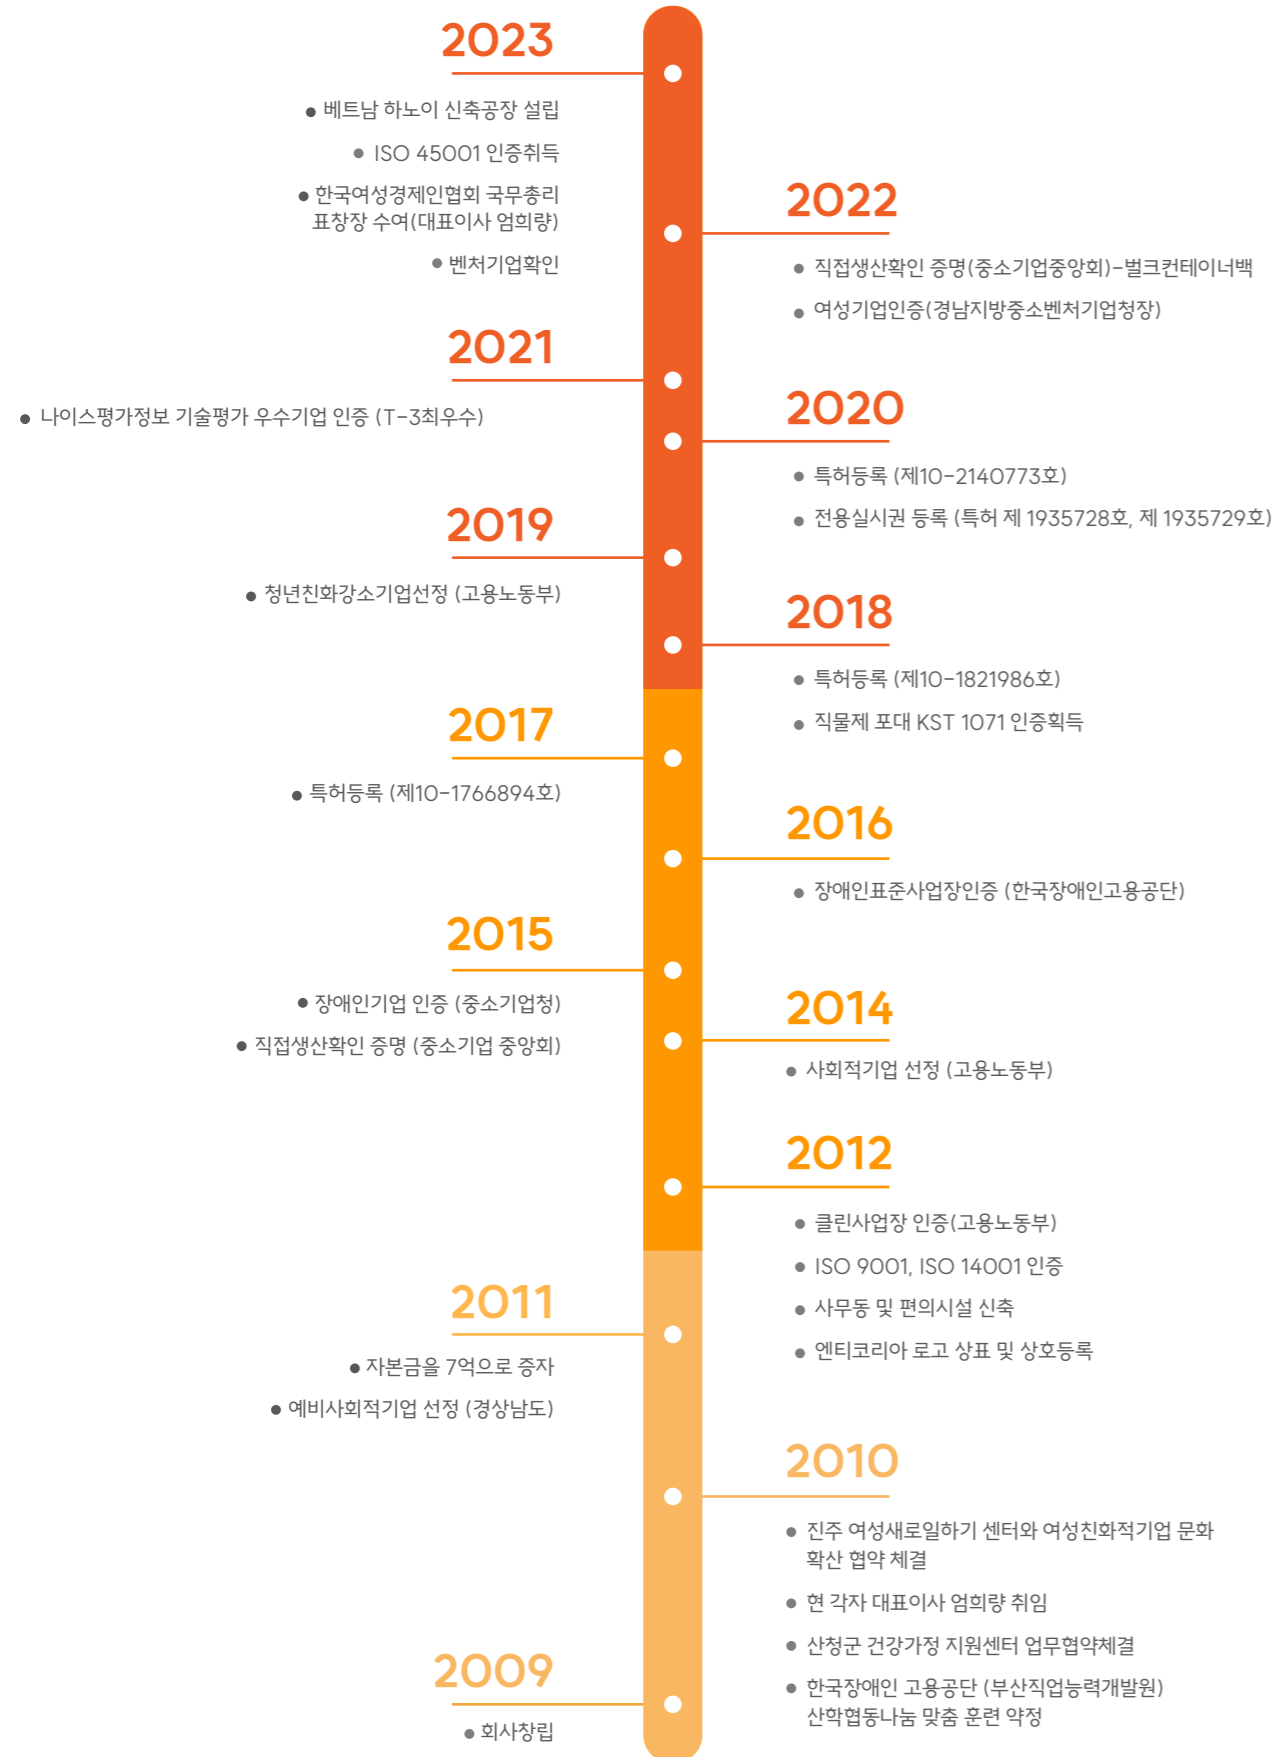 2023
● 베트남 하노이 신축공장 설립
● ISO 45001 인증취득
● 한국여성경제인협회 국무총리
표창장 수여(대표이사 엄희량)
● 벤처기업확인
2022
● 직접생산확인 증명(중소기업중앙회)-벌크컨테이너백
● 여성기업인증(경남지방중소벤처기업청장)
2021
● 나이스평가정보 기술평가 우수기업 인증 (T-3최우수)
2020
● 특허등록 (제10-2140773호)
● 전용실시권 등록 (특허 제 1935728호, 제 1935729호)
2019
● 청년친화강소기업선정 (고용노동부)
2018
● 특허등록 (제10-1821986호)
● 직물제 포대 KST 1071 인증획득
2017
● 특허등록 (제10-1766894호)
2016
● 장애인표준사업장인증 (한국장애인고용공단)
2015
● 장애인기업 인증 (중소기업청)
● 직접생산확인 증명 (중소기업 중앙회)
2014
● 사회적기업 선정 (고용노동부)
2012
● 클린사업장 인증(고용노동부)
● ISO 9001, ISO 14001 인증
● 사무동 및 편의시설 신축
● 엔티코리아 로고 상표 및 상호등록
2011
● 자본금을 7억으로 증자
● 예비사회적기업 선정 (경상남도)
2010
● 진주 여성새로일하기 센터와 여성친화적기업 문화
확산 협약 체결
● 현 각자 대표이사 엄희량 취임
● 산청군 건강가정 지원센터 업무협약체결
● 한국장애인 고용공단 (부산직업능력개발원)
산학협동나눔 맞춤 훈련 약정
2009
● 회사창립